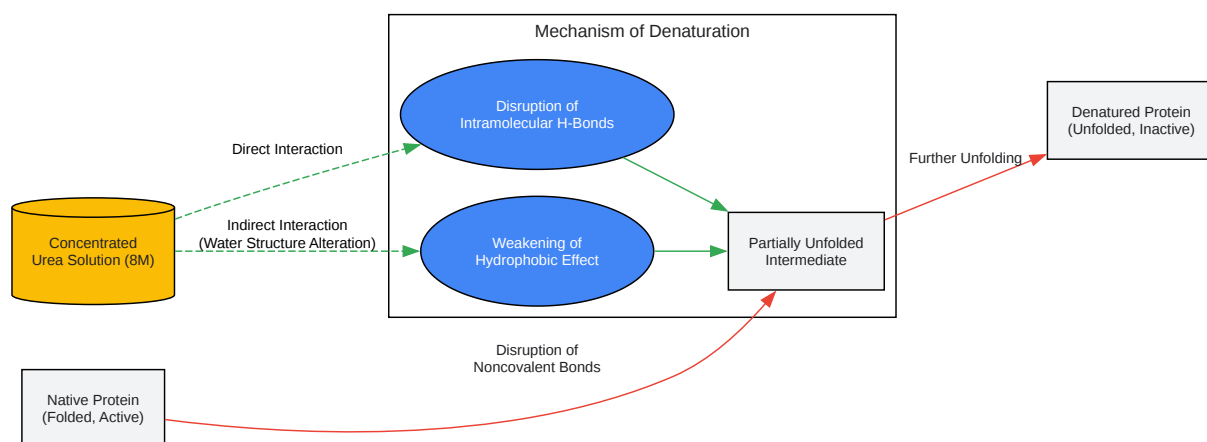 Mechanism of Denaturation
Disruption of
Intramolecular H-Bonds
Denatured Protein
(Unfolded, Inactive)
Direct Interaction
Further Unfolding
Concentrated
Urea Solution (8M)
Indirect Interaction
(Water Structure Alteration)
Weakening of
Hydrophobic Effect
Partially Unfolded
Intermediate
Disruption of
Noncovalent Bonds
Native Protein
(Folded, Active)